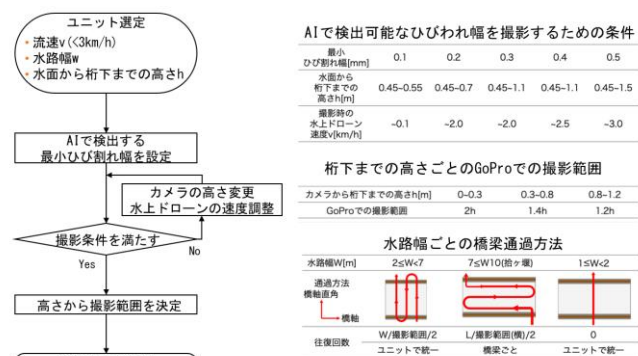 ユニット選定
・流速v(<3km/h)
・水路幅w
・水面から桁下までの高さh
AIで検出する
最小ひび割れ幅を設定
カメラの高さ変更
水上ドローンの速度調整
撮影条件を満たす
No
Yes
高さから撮影範囲を決定
AIで検出可能なひびわれ幅を撮影するための条件
最小
ひび割れ幅[mm] 0.1 0.2 0.3 0.4 0.5
水面から
桁下までの
高さh[m] 0.45~0.55 0.45~0.7 0.45~1.1 0.45~1.1 0.45~1.5
撮影時の
水上ドローン
速度v[km/h] ~0.1 ~2.0 ~2.0 ~2.5 ~3.0
桁下までの高さごとのGoProでの撮影範囲
カメラから桁下までの高さh[m] 0~0.3 0.3~0.8 0.8~1.2
GoProでの撮影範囲 2h 1.4h 1.2h
水路幅ごとの橋梁通過方法
水路幅W[m] 2≤W<7 7≤W10(拾ヶ堰) 1≤W<2
通過方法
橋軸直角
橋軸
往復回数 W/撮影範囲/2 L/撮影範囲(横)/2 0
ユニットで統一 橋梁ごと ユニットで統一